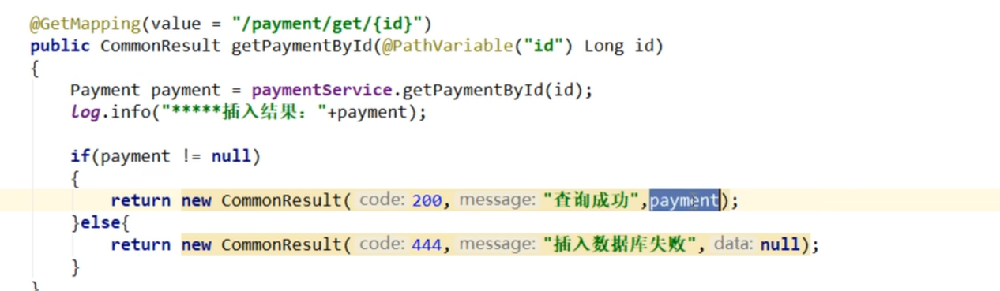 @GetMapping(value = "/payment/get/{id}")
public CommonResult getPaymentById(@PathVariable("id") Long id)
{
Payment payment = paymentService.getPaymentById(id);
log.info("*****插入结果："+payment);
if(payment != null)
{
return new CommonResult( code: 200, message: "查询成功",payment);
}else{
return new CommonResult( code: 444, message: "插入数据库失败", data: null);
}
}